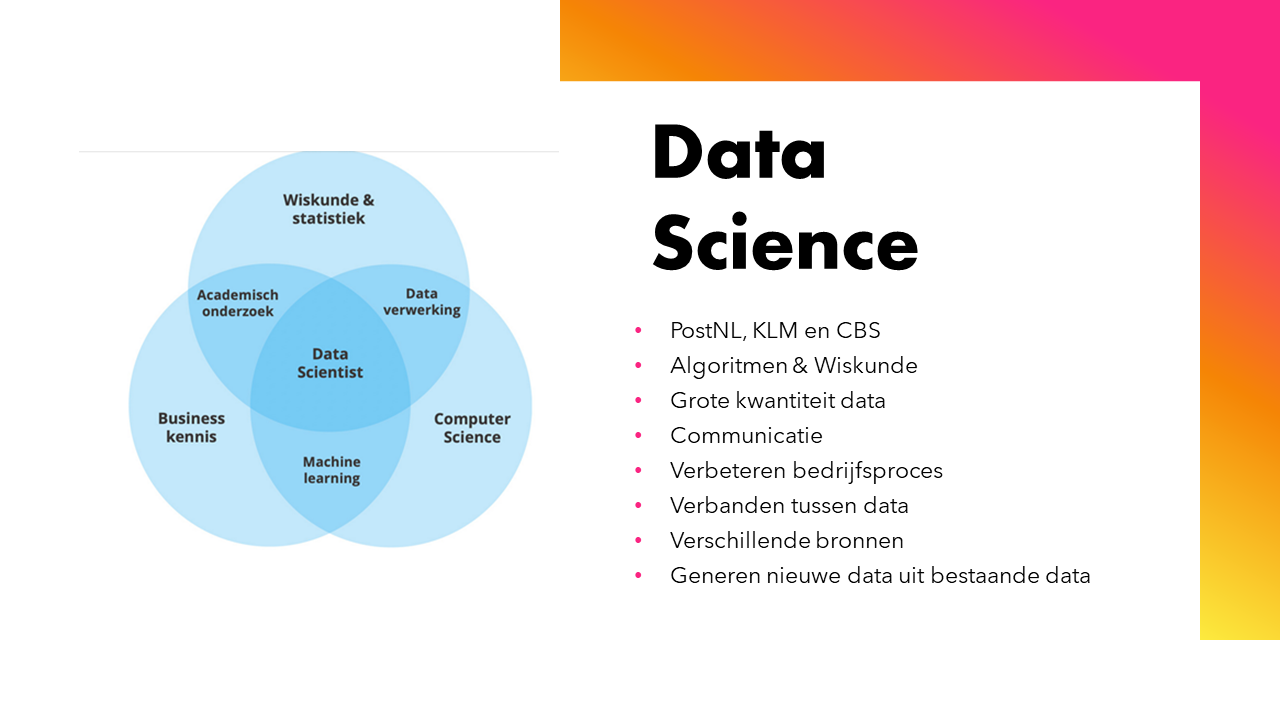 Data
Science
Wiskunde &
statistiek
Academisch
onderzoek
Data
verwerking
Data
Scientist
Business
kennis
Computer
Science
Machine
learning
• PostNL, KLM en CBS
• Algoritmen & Wiskunde
• Grote kwantiteit data
• Communicatie
• Verbeteren bedrijfsproces
• Verbanden tussen data
• Verschillende bronnen
• Generen nieuwe data uit bestaande data